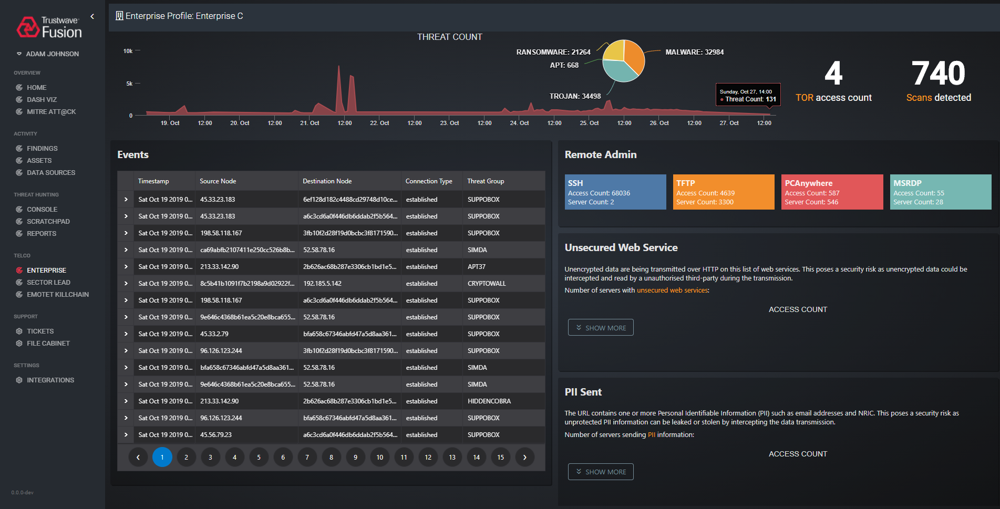 Trustwave
Fusion
ADAM JOHNSON
OVERVIEW
HOME
DASH VIZ
MITRE ATT@CK
ACTIVITY
FINDINGS
ASSETS
DATA SOURCES
THREAT HUNTING
CONSOLE
SCRATCHPAD
REPORTS
TELCO
ENTERPRISE
SECTOR LEAD
EMOTET KILLCHAIN
SUPPORT
TICKETS
FILE CABINET
SETTINGS
INTEGRATIONS
0.0.0-dev
Enterprise Profile: Enterprise C
THREAT COUNT
10k
5k
0
19. Oct 12:00 20. Oct 12:00 21. Oct 12:00 22. Oct 12:00 23. Oct 12:00 24. Oct 12:00 25. Oct 12:00 26. Oct 12:00 27. Oct 12:00
RANSOMWARE: 21264
MALWARE: 32984
APT: 668
TROJAN: 34498
Sunday, Oct 27, 14:00
● Threat Count: 131
4
TOR access count
740
Scans detected
Events
Timestamp Source Node Destination Node Connection Type Threat Group
Sat Oct 19 2019 0... 45.33.23.183 6ef128d182c4488cd29748d10ce... established SUPPOBOX
Sat Oct 19 2019 0... 45.33.23.183 a6c3cd6a0f446db6ddab2f5b564... established SUPPOBOX
Sat Oct 19 2019 0... 198.58.118.167 3fb10f2d28f19d0bcbc3f8171590... established SUPPOBOX
Sat Oct 19 2019 0... ca69abfb2107411e250cc526b8b... 52.58.78.16 established SIMDA
Sat Oct 19 2019 0... 213.33.142.90 2b626ac68b287e3306cb1bd1e5... established APT37
Sat Oct 19 2019 0... 8c5b41b1091f7b2198a9d02922f... 192.185.5.142 established CRYPTOWALL
Sat Oct 19 2019 0... 198.58.118.167 a6c3cd6a0f446db6ddab2f5b564... established SUPPOBOX
Sat Oct 19 2019 0... 9e646c4368b61ea5c20e8bca655... 52.58.78.16 established SUPPOBOX
Sat Oct 19 2019 0... 45.33.2.79 bfa658c67346abfd47a5d8aa361... established SUPPOBOX
Sat Oct 19 2019 0... 96.126.123.244 3fb10f2d28f19d0bcbc3f8171590... established SUPPOBOX
Sat Oct 19 2019 0... bfa658c67346abfd47a5d8aa361... 52.58.78.16 established SIMDA
Sat Oct 19 2019 0... 9e646c4368b61ea5c20e8bca655... 52.58.78.16 established SIMDA
Sat Oct 19 2019 0... 213.33.142.90 2b626ac68b287e3306cb1bd1e5... established HIDDENCOBRA
Sat Oct 19 2019 0... 96.126.123.244 bfa658c67346abfd47a5d8aa361... established SUPPOBOX
Sat Oct 19 2019 0... 45.56.79.23 a6c3cd6a0f446db6ddab2f5b564... established SUPPOBOX
1 2 3 4 5 6 7 8 9 10 11 12 13 14 15
Remote Admin
SSH
Access Count: 68036
Server Count: 2
TFTP
Access Count: 4639
Server Count: 3300
PCAnywhere
Access Count: 587
Server Count: 546
MSRDP
Access Count: 55
Server Count: 28
Unsecured Web Service
Unencrypted data are being transmitted over HTTP on this list of web services. This poses a security risk as unencrypted data could be
intercepted and read by a unauthorised third-party during the transmission.
Number of servers with unsecured web services:
ACCESS COUNT
SHOW MORE
PII Sent
The URL contains one or more Personal Identifiable Information (PII) such as email addresses and NRIC. This poses a security risk as
unprotected PII information can be leaked or stolen by intercepting the data transmission.
Number of servers sending PII information:
ACCESS COUNT
SHOW MORE